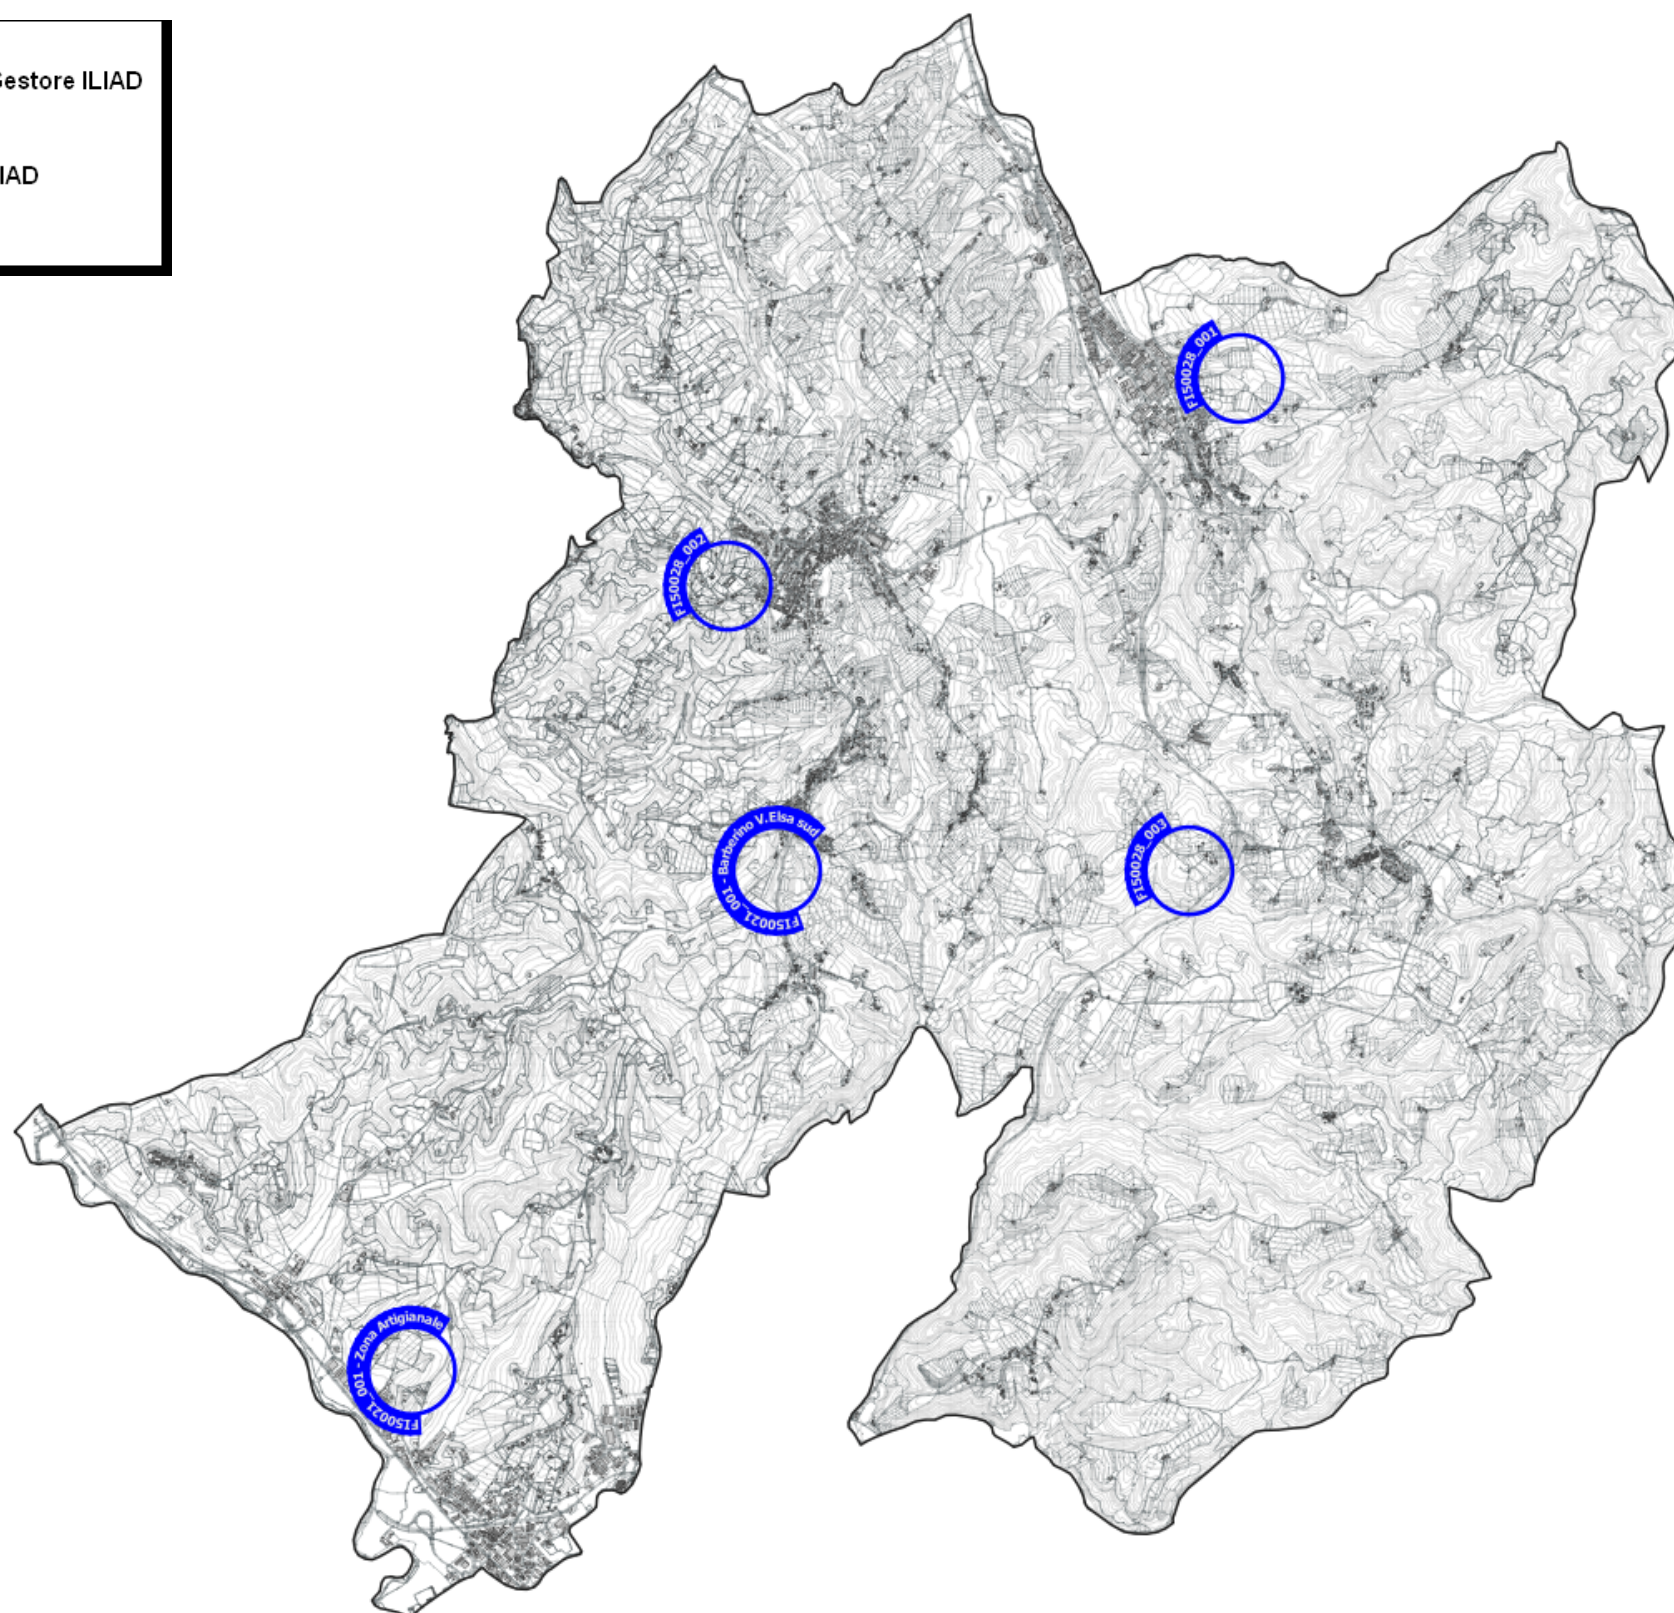 Gestore ILIAD
IAD
FI50028_001
FI50028_002
FI50021_001 - Barberino V.Elsa sud
FI50028_003
FI50021_001 - Zona Artigianale